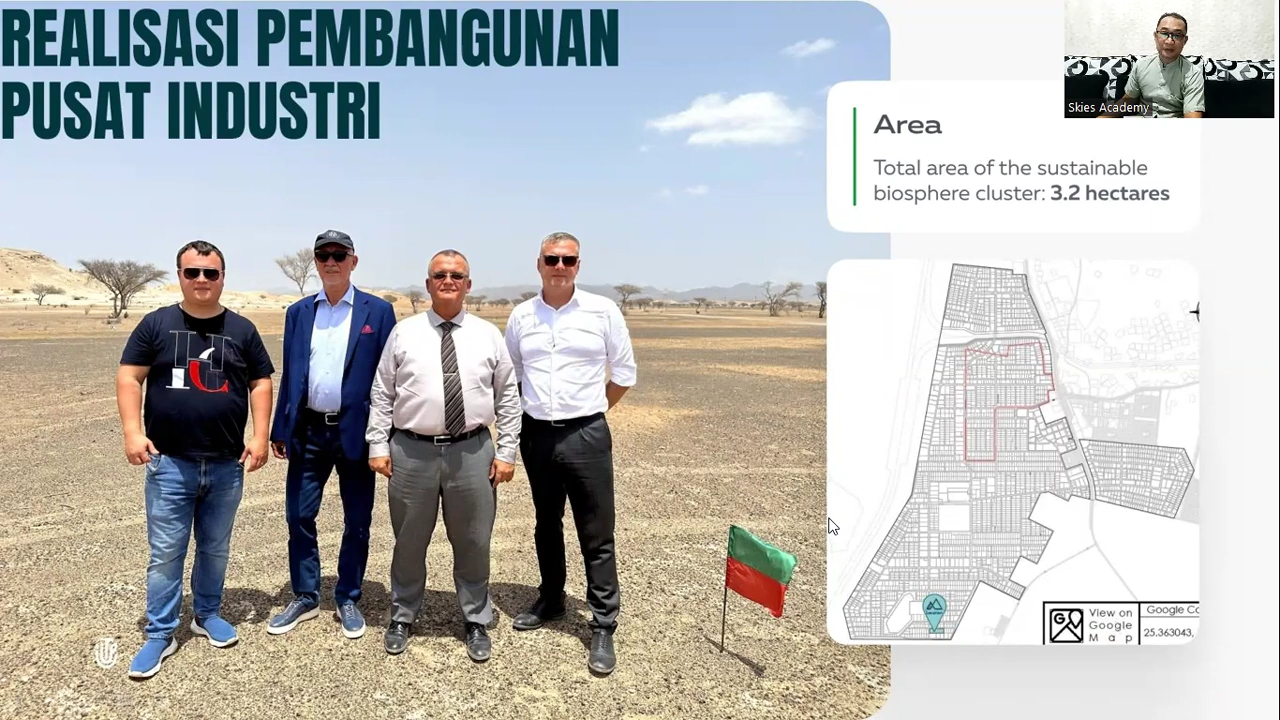 REALISASI PEMBANGUNAN
PUSAT INDUSTRI
Skies Academy
Area
Total area of the sustainable
biosphere cluster: 3.2 hectares
View on
Google
Map
Google Co
25.363043,